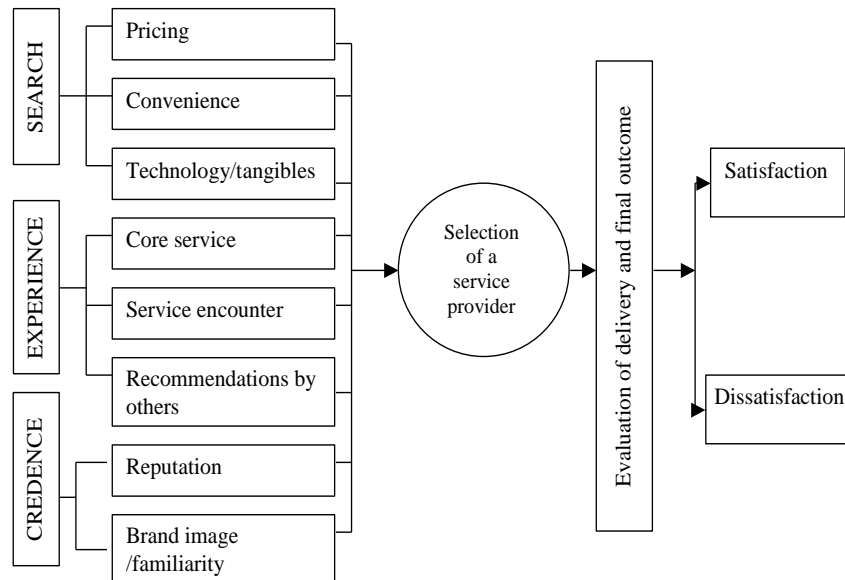 SEARCH
Pricing
Convenience
Technology/tangibles
EXPERIENCE
Core service
Service encounter
Recommendations by
others
CREDENCE
Reputation
Brand image
/familiarity
Selection
of a
service
provider
Evaluation of delivery and final outcome
Satisfaction
Dissatisfaction